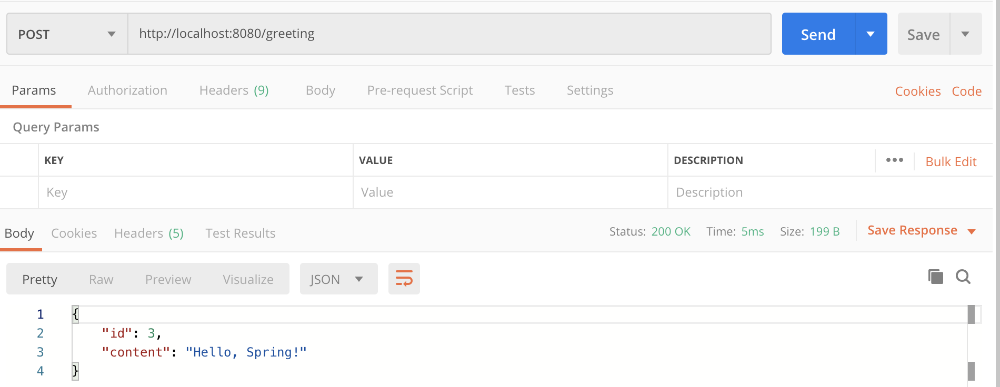 POST http://localhost:8080/greeting Send Save
Params Authorization Headers (9) Body Pre-request Script Tests Settings Cookies Code
Query Params
KEY VALUE DESCRIPTION Bulk Edit
Key Value Description
Body Cookies Headers (5) Test Results Status: 200 OK Time: 5ms Size: 199 B Save Response
Pretty Raw Preview Visualize JSON
1 {
2 "id": 3,
3 "content": "Hello, Spring!"
4 }